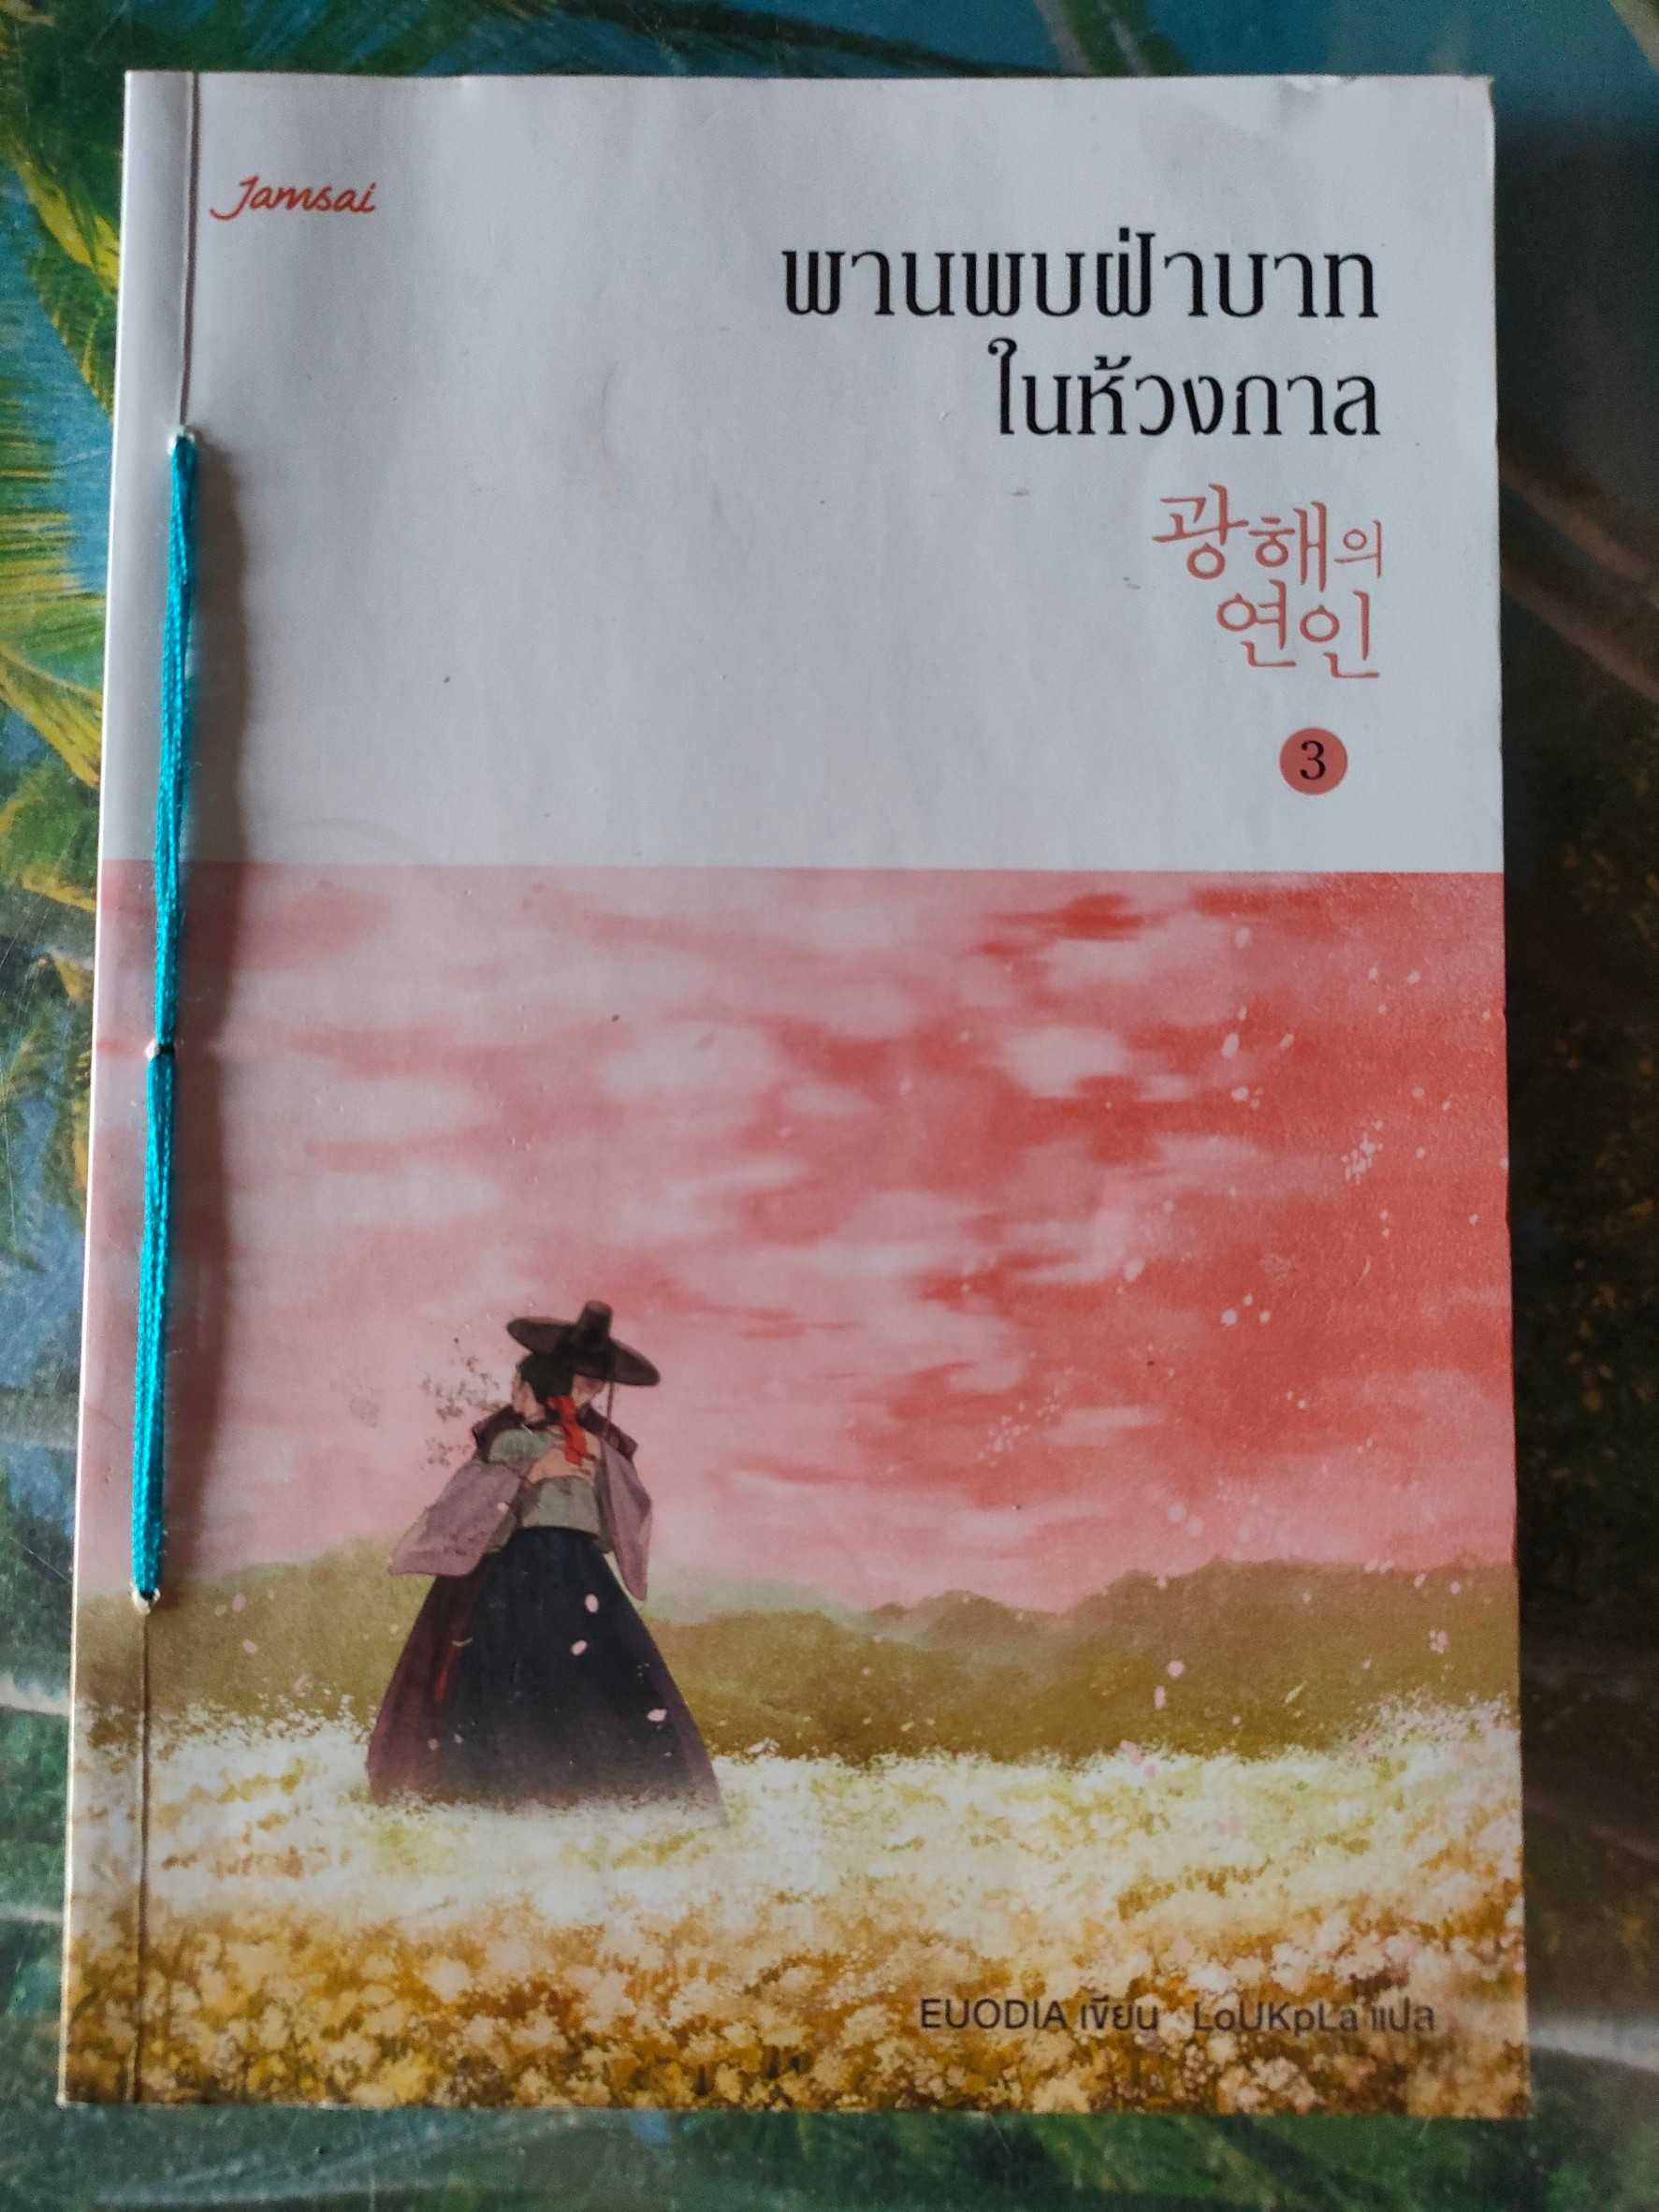 Jamsai
พานพบฝ่าบาท
ในห้วงกาล
광해의
연인
3
EUODIA เขียน LoUKpLa แปล